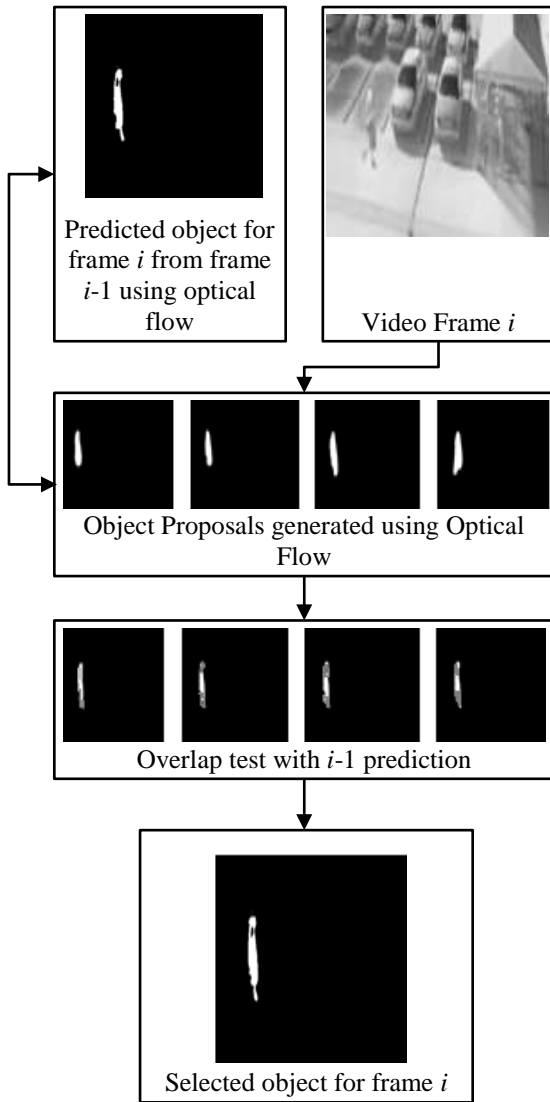 Predicted object for
frame i from frame
i-1 using optical
flow
Video Frame i
Object Proposals generated using Optical
Flow
Overlap test with i-1 prediction
Selected object for frame i